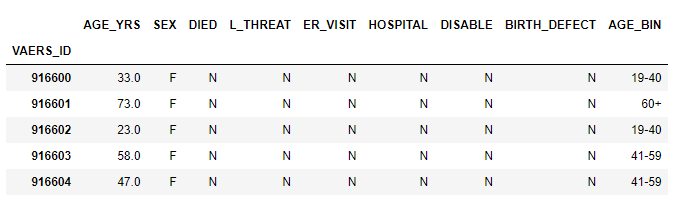 AGE_YRS SEX DIED L_THREAT ER_VISIT HOSPITAL DISABLE BIRTH_DEFECT AGE_BIN
VAERS_ID
916600 33.0 F N N N N N N 19-40
916601 73.0 F N N N N N N 60+
916602 23.0 F N N N N N N 19-40
916603 58.0 F N N N N N N 41-59
916604 47.0 F N N N N N N 41-59